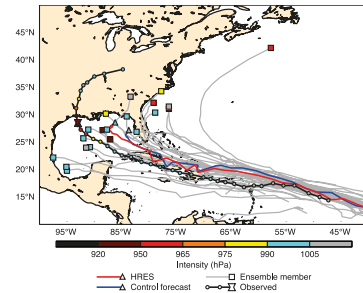 45°N
40°N
35°N
30°N
25°N
20°N
15°N
95°W 85°W 75°W 65°W 55°W 45°W
920 950 965 975 990 1005
Intensity (hPa)
HRES Ensemble member
Control forecast Observed